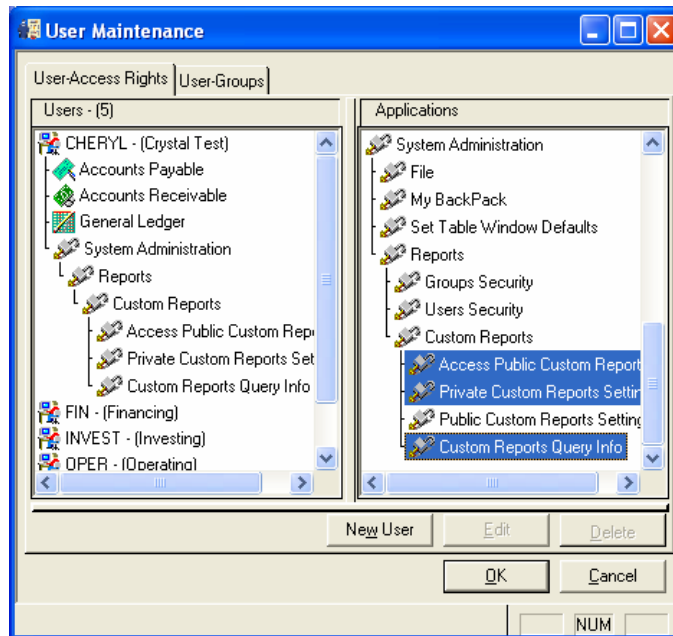 User Maintenance
User-Access Rights
User-Groups
Users - (5)
CHERYL - (Crystal Test)
Accounts Payable
Accounts Receivable
General Ledger
System Administration
Reports
Custom Reports
Access Public Custom Repo
Private Custom Reports Set
Custom Reports Query Info
FIN - (Financing)
INVEST - (Investing)
OPER - (Operating)
Applications
System Administration
File
My BackPack
Set Table Window Defaults
Reports
Groups Security
Users Security
Custom Reports
Access Public Custom Report
Private Custom Reports Settin
Public Custom Reports Setting
Custom Reports Query Info
New User
Edit
Delete
OK
Cancel
NUM